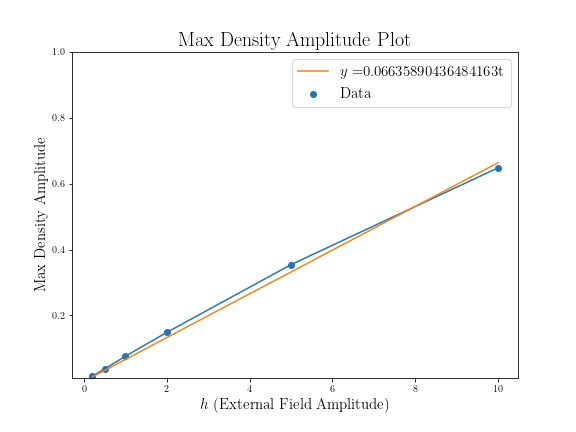 Max Density Amplitude Plot
1.0
0.8
0.6
0.4
0.2
Max Density Amplitude
y =0.06635890436484163t
Data
0
2
4
6
8
10
h (External Field Amplitude)